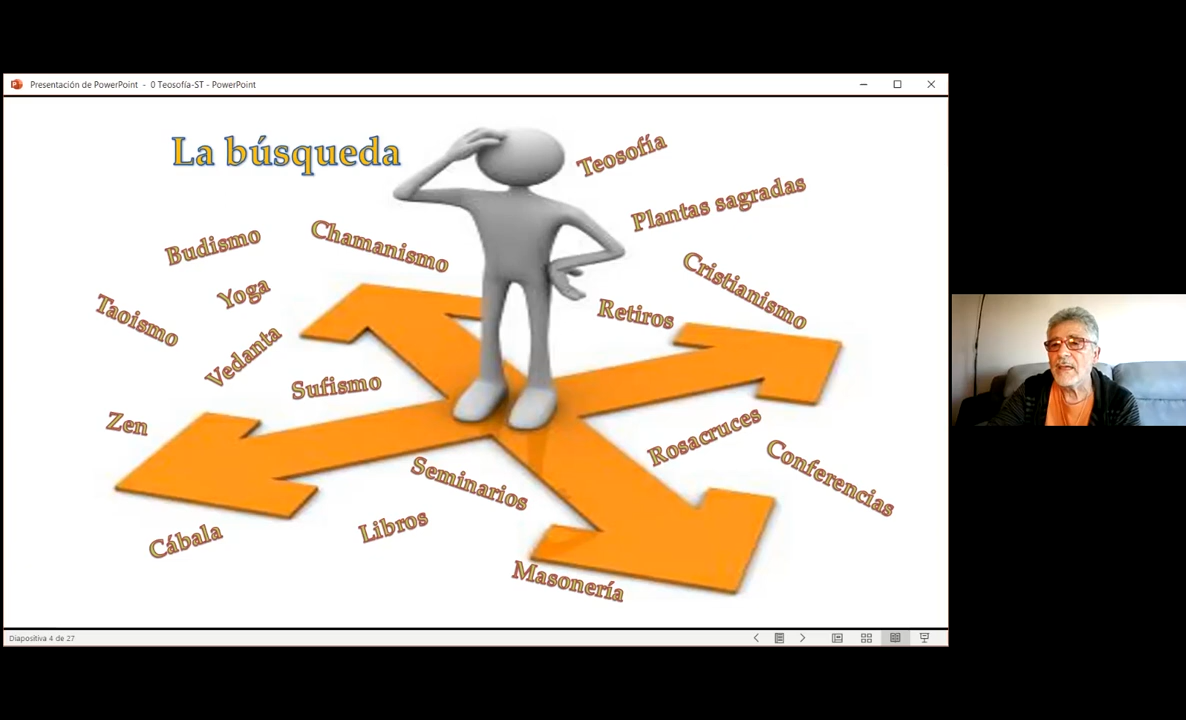 Presentación de PowerPoint - 0 Teosofía-ST - PowerPoint
La búsqueda
Teosofía
Plantas sagradas
Budismo
Chamanismo
Cristianismo
Yoga
Taoismo
Retiros
Vedanta
Sufismo
Zen
Rosacruces
Seminarios
Conferencias
Libros
Cábala
Masonería
Diapositiva 4 de 27